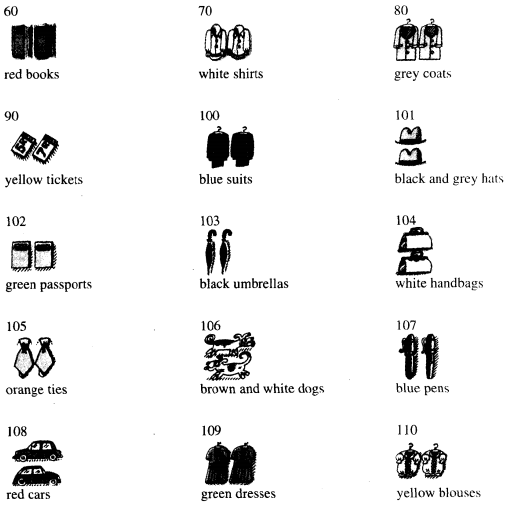 60
70
80
red books
white shirts
grey coats
90
100
101
yellow tickets
blue suits
black and grey hats
102
103
104
green passports
black umbrellas
white handbags
105
106
107
orange ties
brown and white dogs
blue pens
108
109
110
red cars
green dresses
yellow blouses